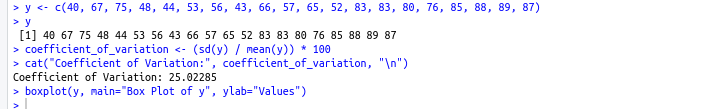 > y <- c(40, 67, 75, 48, 44, 53, 56, 43, 66, 57, 65, 52, 83, 83, 80, 76, 85, 88, 89, 87)
> y
[1] 40 67 75 48 44 53 56 43 66 57 65 52 83 83 80 76 85 88 89 87
> coefficient_of_variation <- (sd(y) / mean(y)) * 100
> cat("Coefficient of Variation:", coefficient_of_variation, "\n")
Coefficient of Variation: 25.02285
> boxplot(y, main="Box Plot of y", ylab="Values")
>